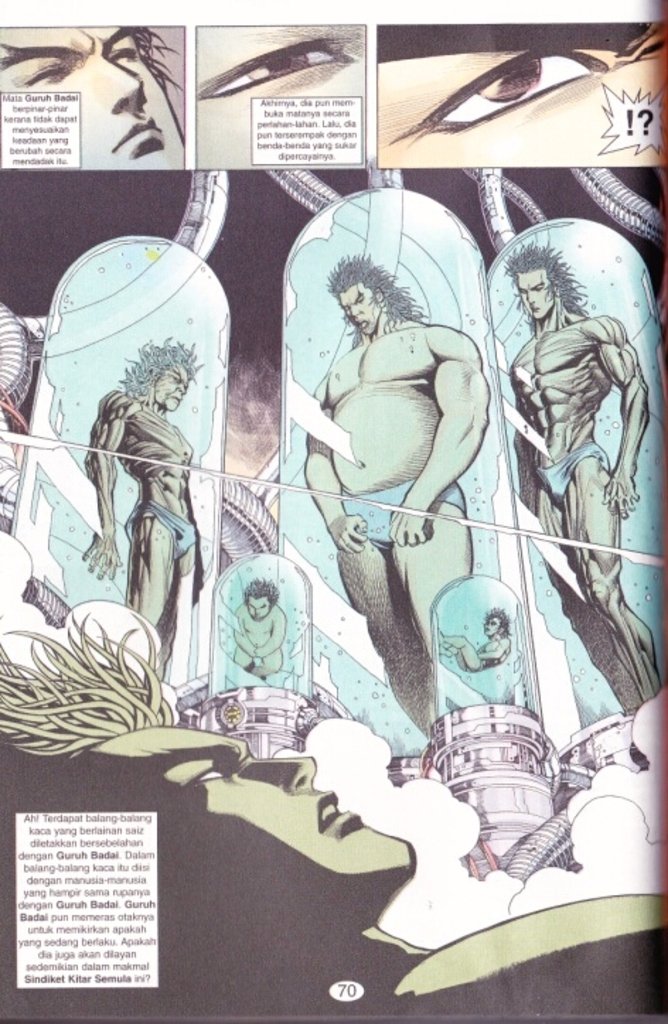 Mata Guruh Badai
berpinar-pinar
kerana tidak dapat
menyesuaikan
keadaan yang
berubah secara
mendadak itu.
Akhirnya, dia pun mem-
buka matanya secara
perlahan-lahan. Lalu, dia
pun terserempak dengan
benda-benda yang sukar
dipercayainya.
!?
Ah! Terdapat balang-balang
kaca yang berlainan saiz
diletakkan bersebelahan
dengan Guruh Badai. Dalam
balang-balang kaca itu diisi
dengan manusia-manusia
yang hampir sama rupanya
dengan Guruh Badai. Guruh
Badai pun memeras otaknya
untuk memikirkan apakah
yang sedang berlaku. Apakah
dia juga akan dilayan
sedemikian dalam makmal
Sindiket Kitar Semula ini?
70